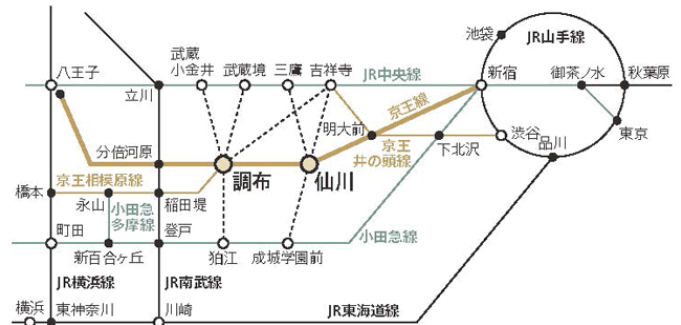 池袋
JR山手線
武蔵
小金井
武蔵境
三鷹
吉祥寺
JR中央線
新宿
御茶ノ水
秋葉原
八王子
立川
京王線
明大前
京王
井の頭線
下北沢
渋谷
品川
東京
分倍河原
調布
仙川
京王相模原線
橋本
永山
小田急
多摩線
稲田堤
町田
新百合ヶ丘
登戸
狛江
成城学園前
小田急線
JR横浜線
JR南武線
横浜
東神奈川
川崎
JR東海道線